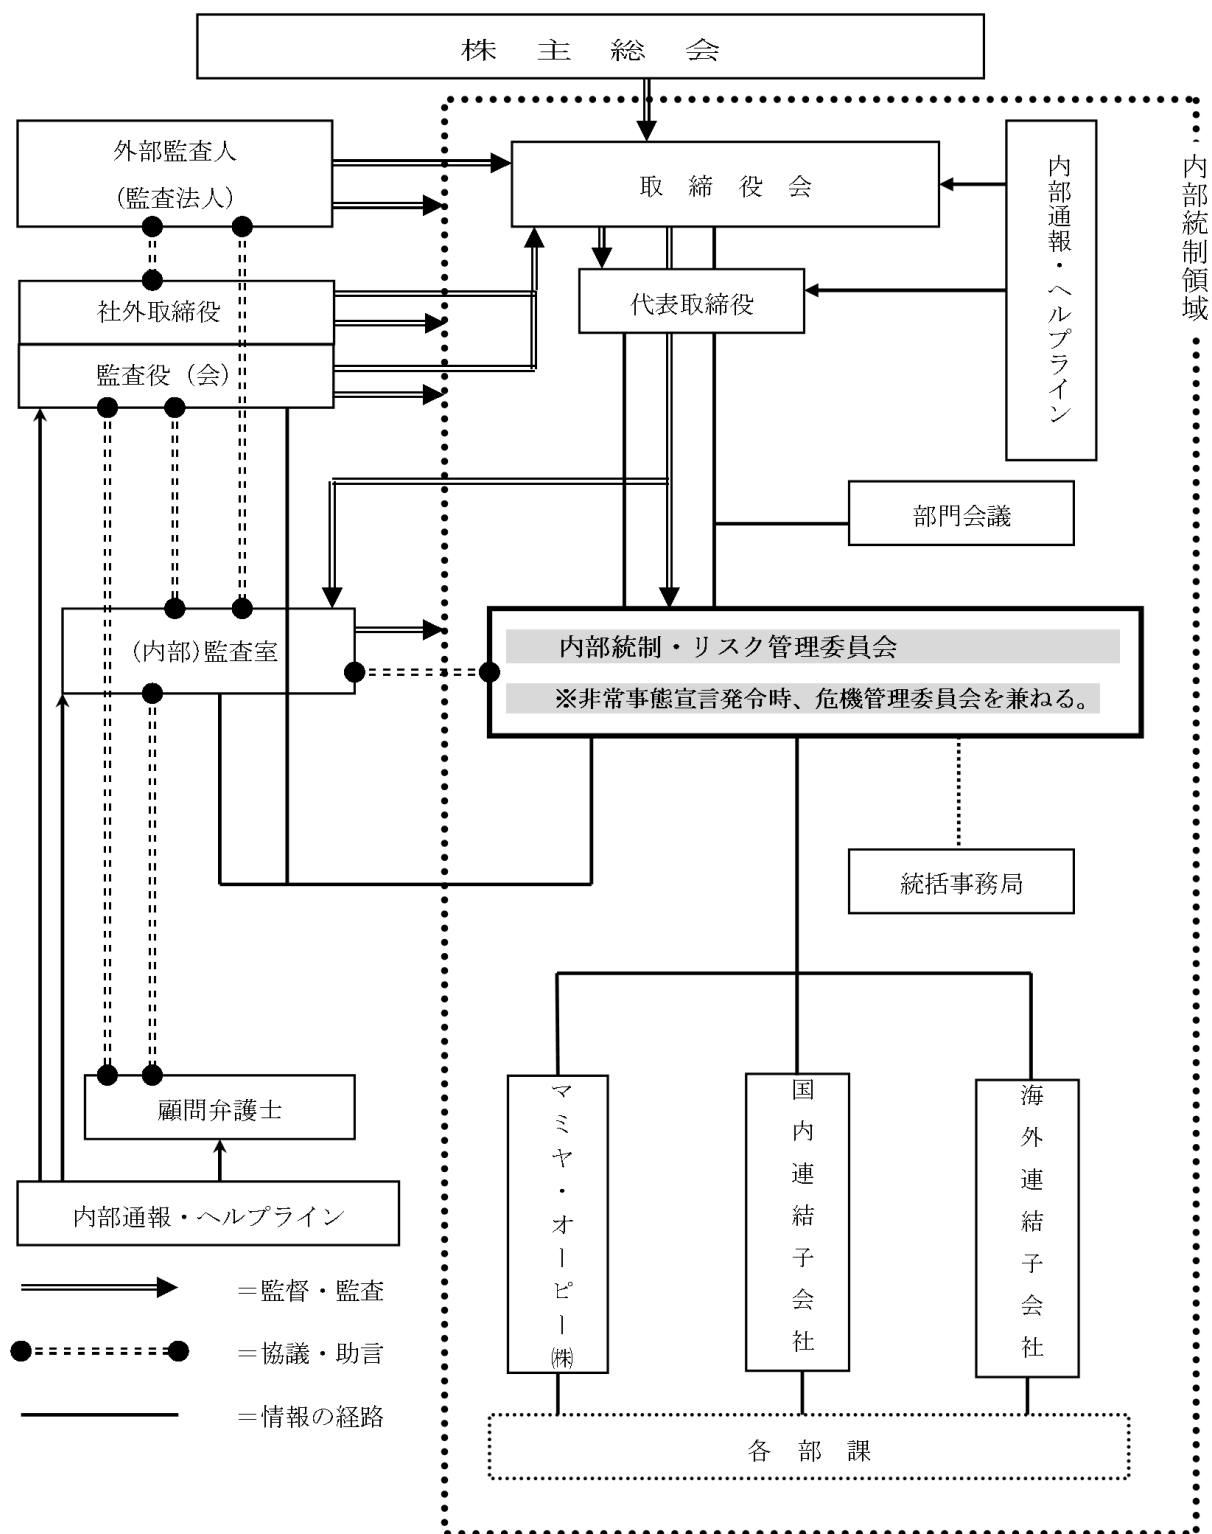 株主総会
外部監査人
(監査法人)
取締役会
内部通報・ヘルプライン
内部統制領域
社外取締役
代表取締役
監査役（会）
部門会議
(内部)監査室
内部統制・リスク管理委員会
※非常事態宣言発令時、危機管理委員会を兼ねる。
統括事務局
顧問弁護士
マミヤ・オーピー㈱
国内連結子会社
海外連結子会社
内部通報・ヘルプライン
＝監督・監査
＝協議・助言
＝情報の経路
各部課